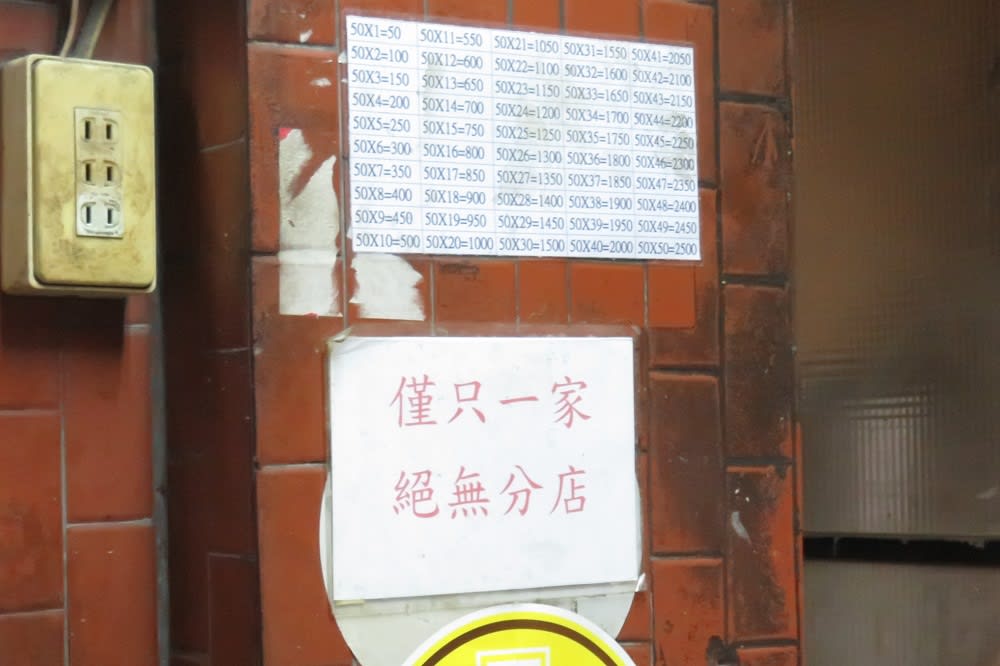 50X1=50 50X11=550 50X21=1050 50X31=1550 50X41=2050
50X2=100 50X12=600 50X22=1100 50X32=1600 50X42=2100
50X3=150 50X13=650 50X23=1150 50X33=1650 50X43=2150
50X4=200 50X14=700 50X24=1200 50X34=1700 50X44=2200
50X5=250 50X15=750 50X25=1250 50X35=1750 50X45=2250
50X6=300 50X16=800 50X26=1300 50X36=1800 50X46=2300
50X7=350 50X17=850 50X27=1350 50X37=1850 50X47=2350
50X8=400 50X18=900 50X28=1400 50X38=1900 50X48=2400
50X9=450 50X19=950 50X29=1450 50X39=1950 50X49=2450
50X10=500 50X20=1000 50X30=1500 50X40=2000 50X50=2500
僅只一家
絕無分店